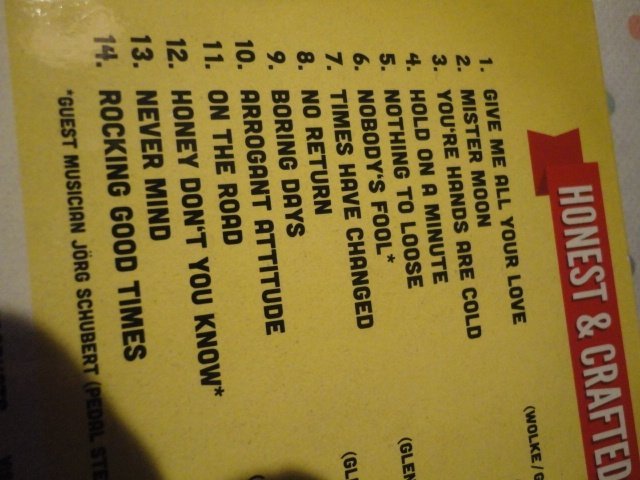 HONEST & CRAFTED
1. GIVE ME ALL YOUR LOVE (WOLKE/G
2. MISTER MOON
3. YOU'RE HANDS ARE COLD
4. HOLD ON A MINUTE
5. NOTHING TO LOOSE (GLEN
6. NOBODY'S FOOL*
7. TIMES HAVE CHANGED (GL
8. NO RETURN
9. BORING DAYS
10. ARROGANT ATTITUDE
11. ON THE ROAD
12. HONEY DON'T YOU KNOW*
13. NEVER MIND
14. ROCKING GOOD TIMES
*GUEST MUSICIAN JÖRG SCHUBERT (PEDAL STE